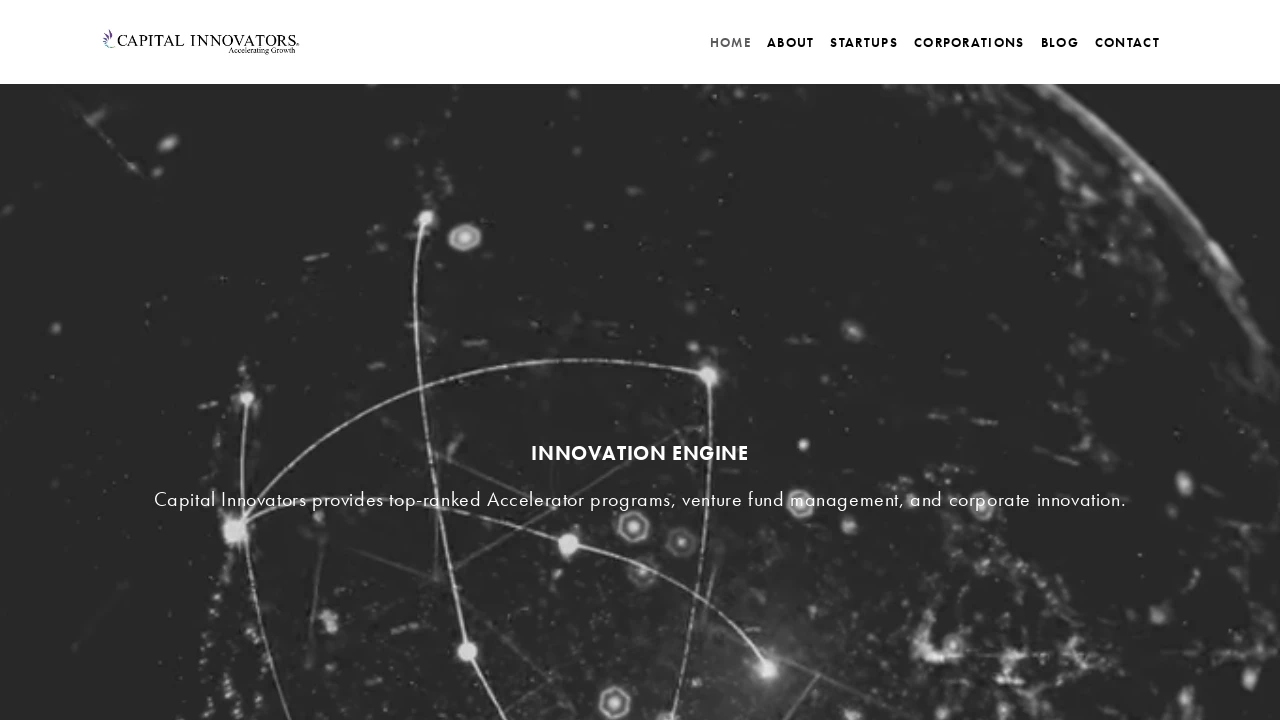 CAPITAL INNOVATORS®
Accelerating Growth
HOME ABOUT STARTUPS CORPORATIONS BLOG CONTACT
INNOVATION ENGINE
Capital Innovators provides top-ranked Accelerator programs, venture fund management, and corporate innovation.